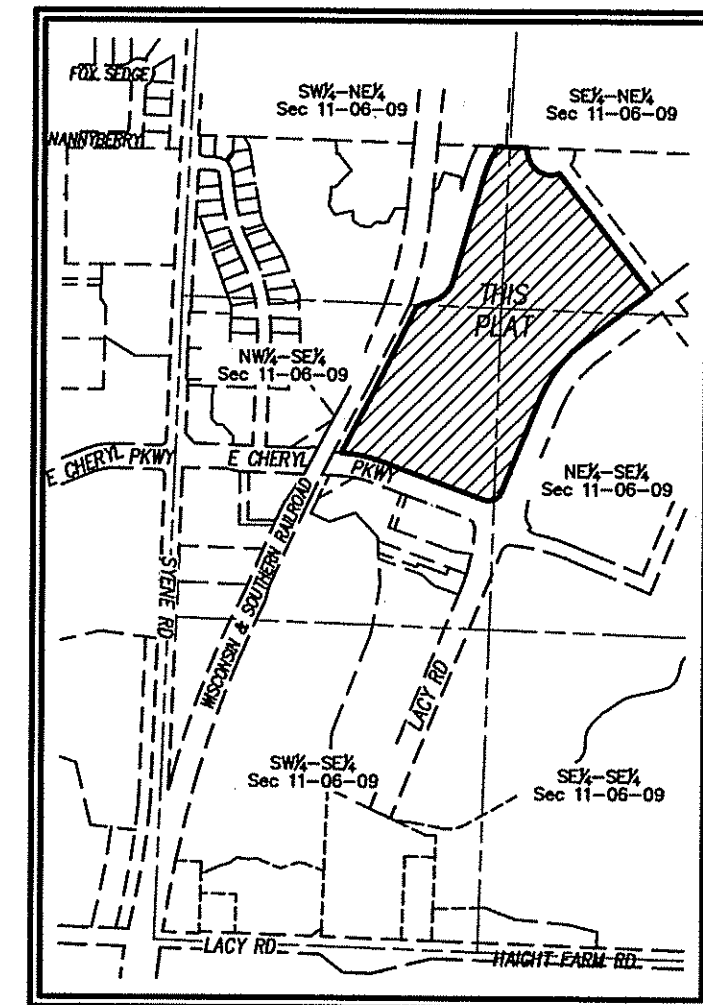 FOX SEDGE
SW¼-NE¼
Sec 11-06-09
SE¼-NE¼
Sec 11-06-09
NANNYBERRY
THIS
PLAT
NW¼-SE¼
Sec 11-06-09
E CHERYL PKWY
E CHERYL PKWY
NE¼-SE¼
Sec 11-06-09
SYENE RD
WISCONSIN & SOUTHERN RAILROAD
LACY RD
SW¼-SE¼
Sec 11-06-09
SE¼-SE¼
Sec 11-06-09
LACY RD
HAIGHT FARM RD